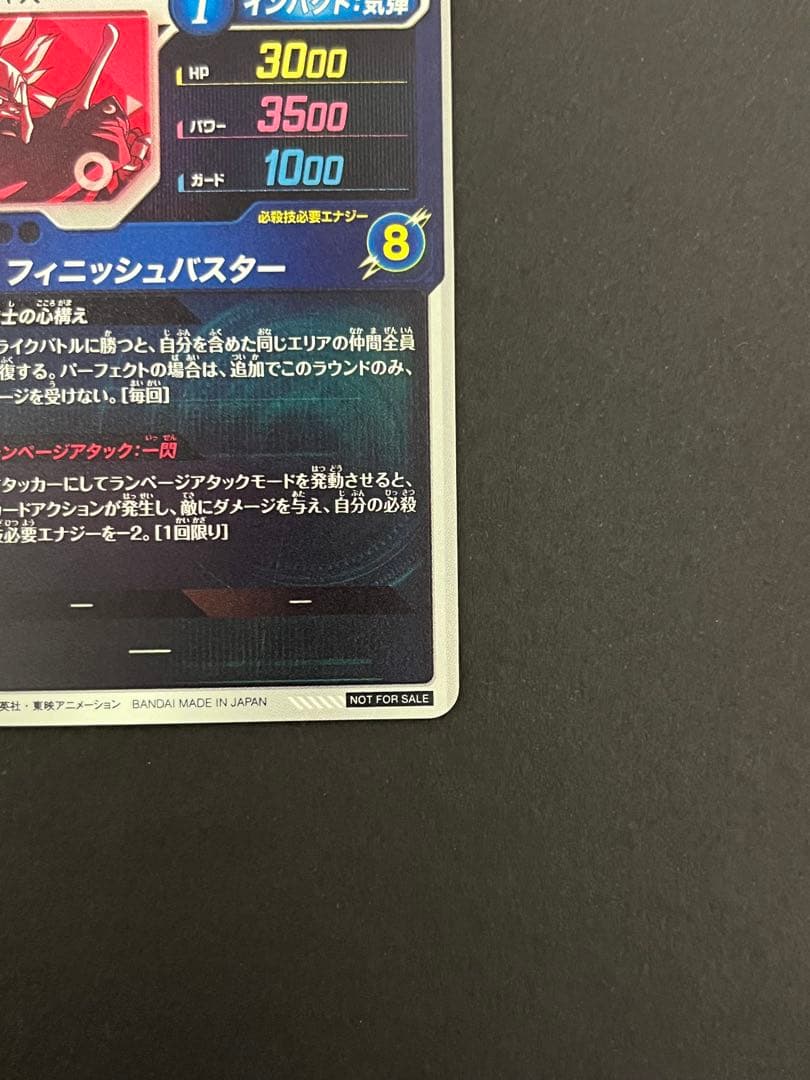 1 インパクト:気弾
HP 3000
パワー 3500
ガード 1000
必殺技必要エナジー
8
フィニッシュバスター
士の心構え
ライクバトルに勝つと、自分を含めた同じエリアの仲間全員
復する。パーフェクトの場合は、追加でこのラウンドのみ、
ージを受けない。[毎回]
ンページアタック:一閃
タッカーにしてランページアタックモードを発動させると、
ードアクションが発生し、敵にダメージを与え、自分の必殺
必要エナジーを−2。[1回限り]
— —
—
英社・東映アニメーション BANDAI MADE IN JAPAN NOT FOR SALE